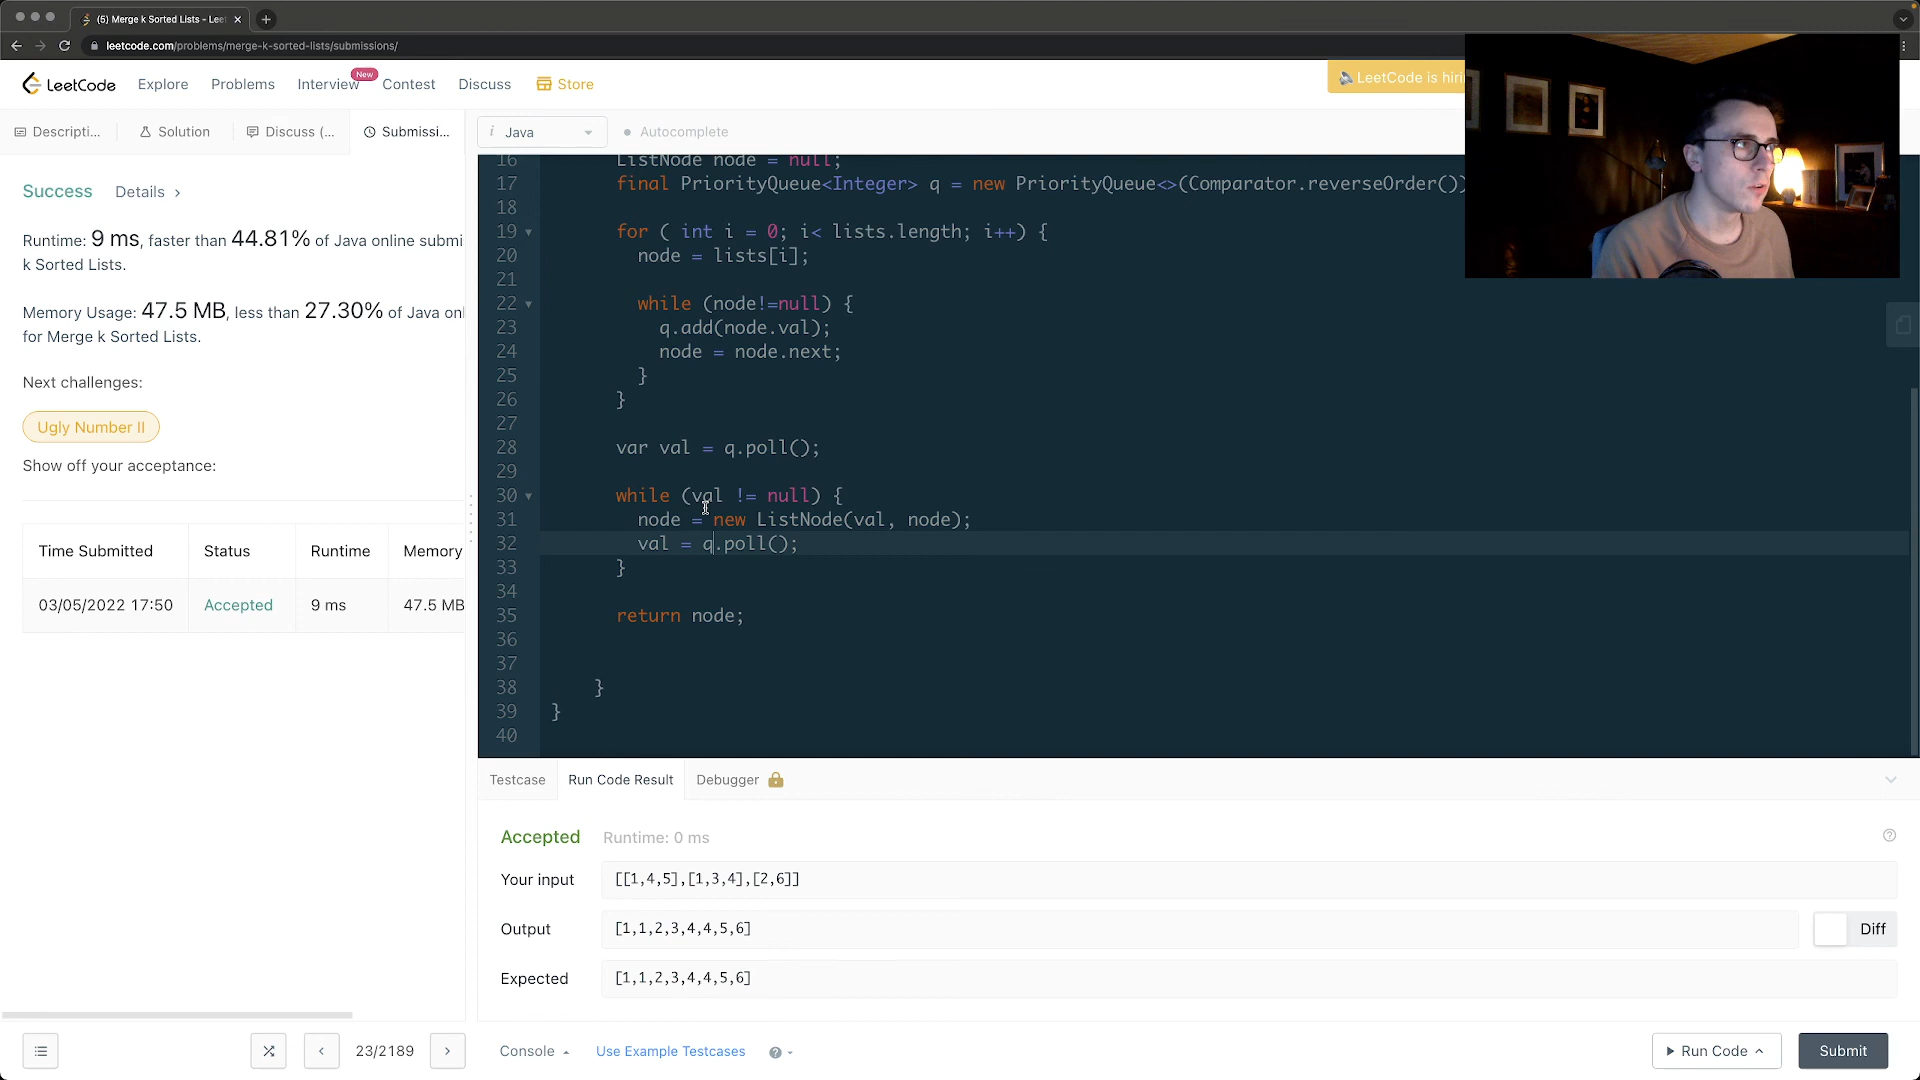 (5) Merge k Sorted Lists - Leet
leetcode.com/problems/merge-k-sorted-lists/submissions/
LeetCode
Explore
Problems
Interview
New
Contest
Discuss
Store
LeetCode is hiri
Descripti...
Solution
Discuss (...
Submissi...
i Java
Autocomplete
Success
Details >
Runtime: 9 ms, faster than 44.81% of Java online submi
k Sorted Lists.
Memory Usage: 47.5 MB, less than 27.30% of Java onl
for Merge k Sorted Lists.
Next challenges:
Ugly Number II
Show off your acceptance:
Time Submitted
Status
Runtime
Memory
03/05/2022 17:50
Accepted
9 ms
47.5 MB
16 ListNode node = null;
17 final PriorityQueue<Integer> q = new PriorityQueue<>(Comparator.reverseOrder())
18
19 for ( int i = 0; i< lists.length; i++) {
20 node = lists[i];
21
22 while (node!=null) {
23 q.add(node.val);
24 node = node.next;
25 }
26 }
27
28 var val = q.poll();
29
30 while (val != null) {
31 node = new ListNode(val, node);
32 val = q.poll();
33 }
34
35 return node;
36
37
38 }
39 }
40
Testcase
Run Code Result
Debugger
Accepted
Runtime: 0 ms
Your input
[[1,4,5],[1,3,4],[2,6]]
Output
[1,1,2,3,4,4,5,6]
Diff
Expected
[1,1,2,3,4,4,5,6]
23/2189
Console
Use Example Testcases
Run Code
Submit